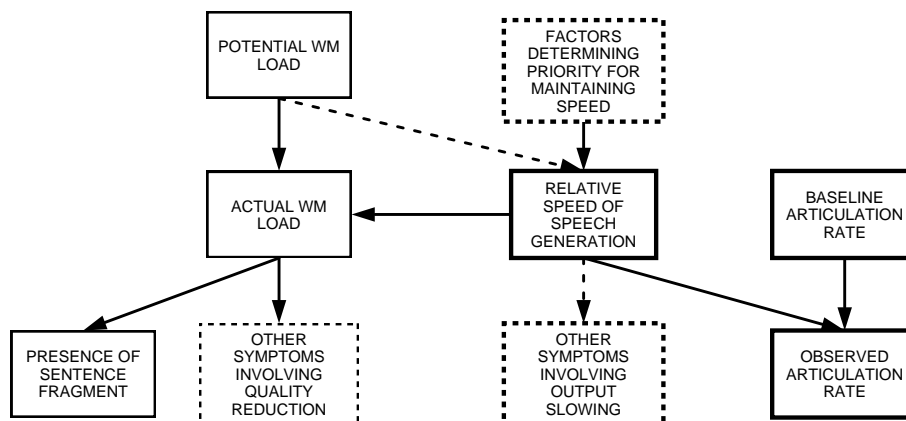 POTENTIAL WM
LOAD
FACTORS
DETERMINING
PRIORITY FOR
MAINTAINING
SPEED
ACTUAL WM
LOAD
RELATIVE
SPEED OF
SPEECH
GENERATION
BASELINE
ARTICULATION
RATE
PRESENCE OF
SENTENCE
FRAGMENT
OTHER
SYMPTOMS
INVOLVING
QUALITY
REDUCTION
OTHER
SYMPTOMS
INVOLVING
OUTPUT
SLOWING
OBSERVED
ARTICULATION
RATE